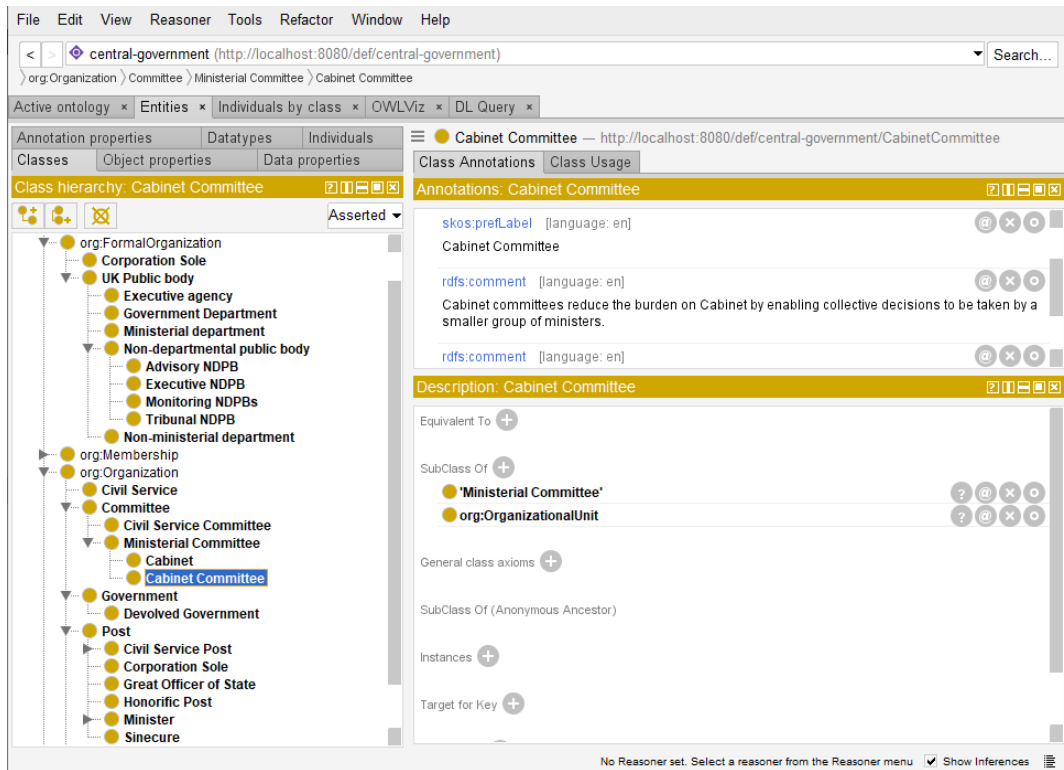 File Edit View Reasoner Tools Refactor Window Help
< > central-government (http://localhost:8080/def/central-government) Search...
org:Organization Committee Ministerial Committee Cabinet Committee
Active ontology × Entities × Individuals by class × OWLViz × DL Query ×
Annotation properties Datatypes Individuals
Classes Object properties Data properties
Class hierarchy: Cabinet Committee
Asserted
org:FormalOrganization
Corporation Sole
UK Public body
Executive agency
Government Department
Ministerial department
Non-departmental public body
Advisory NDPB
Executive NDPB
Monitoring NDPBs
Tribunal NDPB
Non-ministerial department
org:Membership
org:Organization
Civil Service
Committee
Civil Service Committee
Ministerial Committee
Cabinet
Cabinet Committee
Government
Devolved Government
Post
Civil Service Post
Corporation Sole
Great Officer of State
Honorific Post
Minister
Sinecure
Cabinet Committee — http://localhost:8080/def/central-government/CabinetCommittee
Class Annotations Class Usage
Annotations: Cabinet Committee
skos:prefLabel [language: en]
Cabinet Committee
rdfs:comment [language: en]
Cabinet committees reduce the burden on Cabinet by enabling collective decisions to be taken by a
smaller group of ministers.
rdfs:comment [language: en]
Description: Cabinet Committee
Equivalent To
SubClass Of
'Ministerial Committee'
org:OrganizationalUnit
General class axioms
SubClass Of (Anonymous Ancestor)
Instances
Target for Key
No Reasoner set. Select a reasoner from the Reasoner menu Show Inferences